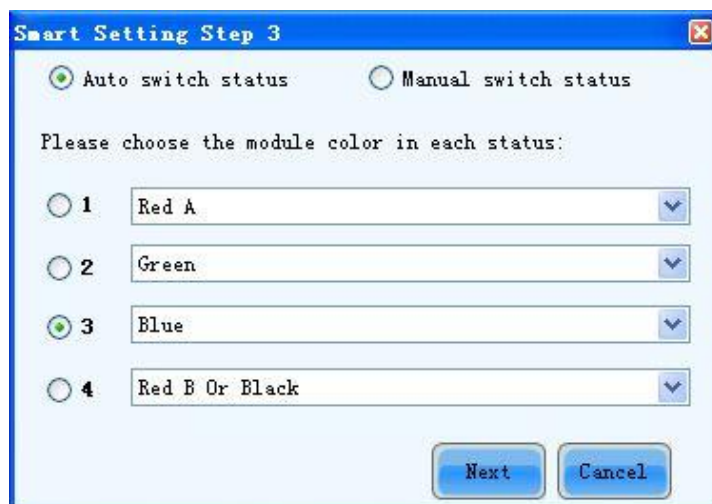 Smart Setting Step 3
Auto switch status Manual switch status
Please choose the module color in each status:
1 Red A
2 Green
3 Blue
4 Red B Or Black
Next Cancel